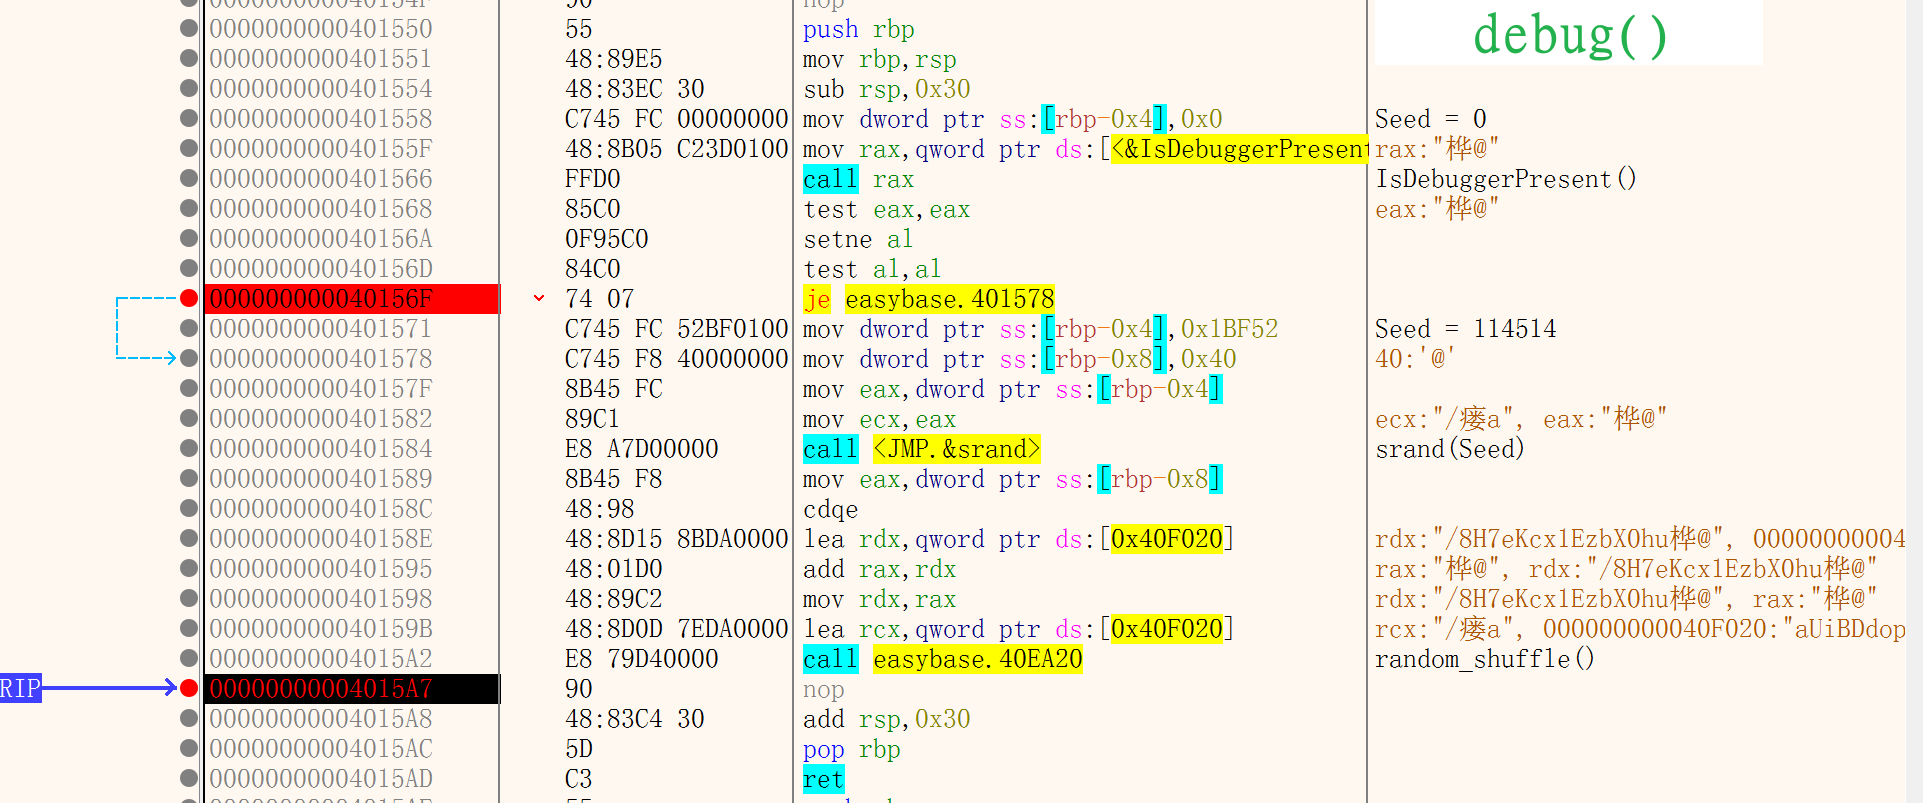 debug()
000000000040154F 90 nop
0000000000401550 55 push rbp
0000000000401551 48:89E5 mov rbp,rsp
0000000000401554 48:83EC 30 sub rsp,0x30
0000000000401558 C745 FC 00000000 mov dword ptr ss:[rbp-0x4],0x0 Seed = 0
000000000040155F 48:8B05 C23D0100 mov rax,qword ptr ds:[<&IsDebuggerPresent rax:"桦@"
0000000000401566 FFD0 call rax IsDebuggerPresent()
0000000000401568 85C0 test eax,eax eax:"桦@"
000000000040156A 0F95C0 setne al
000000000040156D 84C0 test al,al
000000000040156F 74 07 je easybase.401578
0000000000401571 C745 FC 52BF0100 mov dword ptr ss:[rbp-0x4],0x1BF52 Seed = 114514
0000000000401578 C745 F8 40000000 mov dword ptr ss:[rbp-0x8],0x40 40:'@'
000000000040157F 8B45 FC mov eax,dword ptr ss:[rbp-0x4]
0000000000401582 89C1 mov ecx,eax ecx:"/瘘a", eax:"桦@"
0000000000401584 E8 A7D00000 call <JMP.&srand> srand(Seed)
0000000000401589 8B45 F8 mov eax,dword ptr ss:[rbp-0x8]
000000000040158C 48:98 cdqe
000000000040158E 48:8D15 8BDA0000 lea rdx,qword ptr ds:[0x40F020] rdx:"/8H7eKcx1EzbX0hu桦@", 00000000004
0000000000401595 48:01D0 add rax,rdx rax:"桦@", rdx:"/8H7eKcx1EzbX0hu桦@"
0000000000401598 48:89C2 mov rdx,rax rdx:"/8H7eKcx1EzbX0hu桦@", rax:"桦@"
000000000040159B 48:8D0D 7EDA0000 lea rcx,qword ptr ds:[0x40F020] rcx:"/瘘a", 000000000040F020:"aUiBDdop
00000000004015A2 E8 79D40000 call easybase.40EA20 random_shuffle()
RIP 00000000004015A7 90 nop
00000000004015A8 48:83C4 30 add rsp,0x30
00000000004015AC 5D pop rbp
00000000004015AD C3 ret